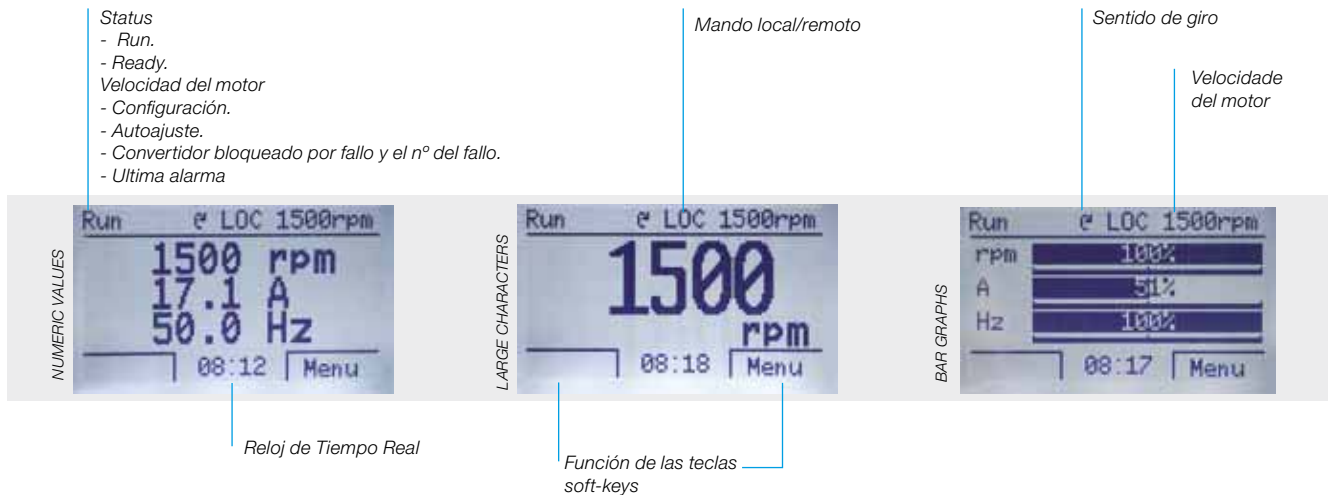 Status
- Run.
- Ready.
Velocidad del motor
- Configuración.
- Autoajuste.
- Convertidor bloqueado por fallo y el nº del fallo.
- Ultima alarma
Mando local/remoto
Sentido de giro
Velocidade
del motor
NUMERIC VALUES
Run LOC 1500rpm
1500 rpm
17.1 A
50.0 Hz
08:12 Menu
LARGE CHARACTERS
Run LOC 1500rpm
1500
rpm
08:18 Menu
BAR GRAPHS
Run LOC 1500rpm
rpm 100%
A 51%
Hz 100%
08:17 Menu
Reloj de Tiempo Real
Función de las teclas
soft-keys